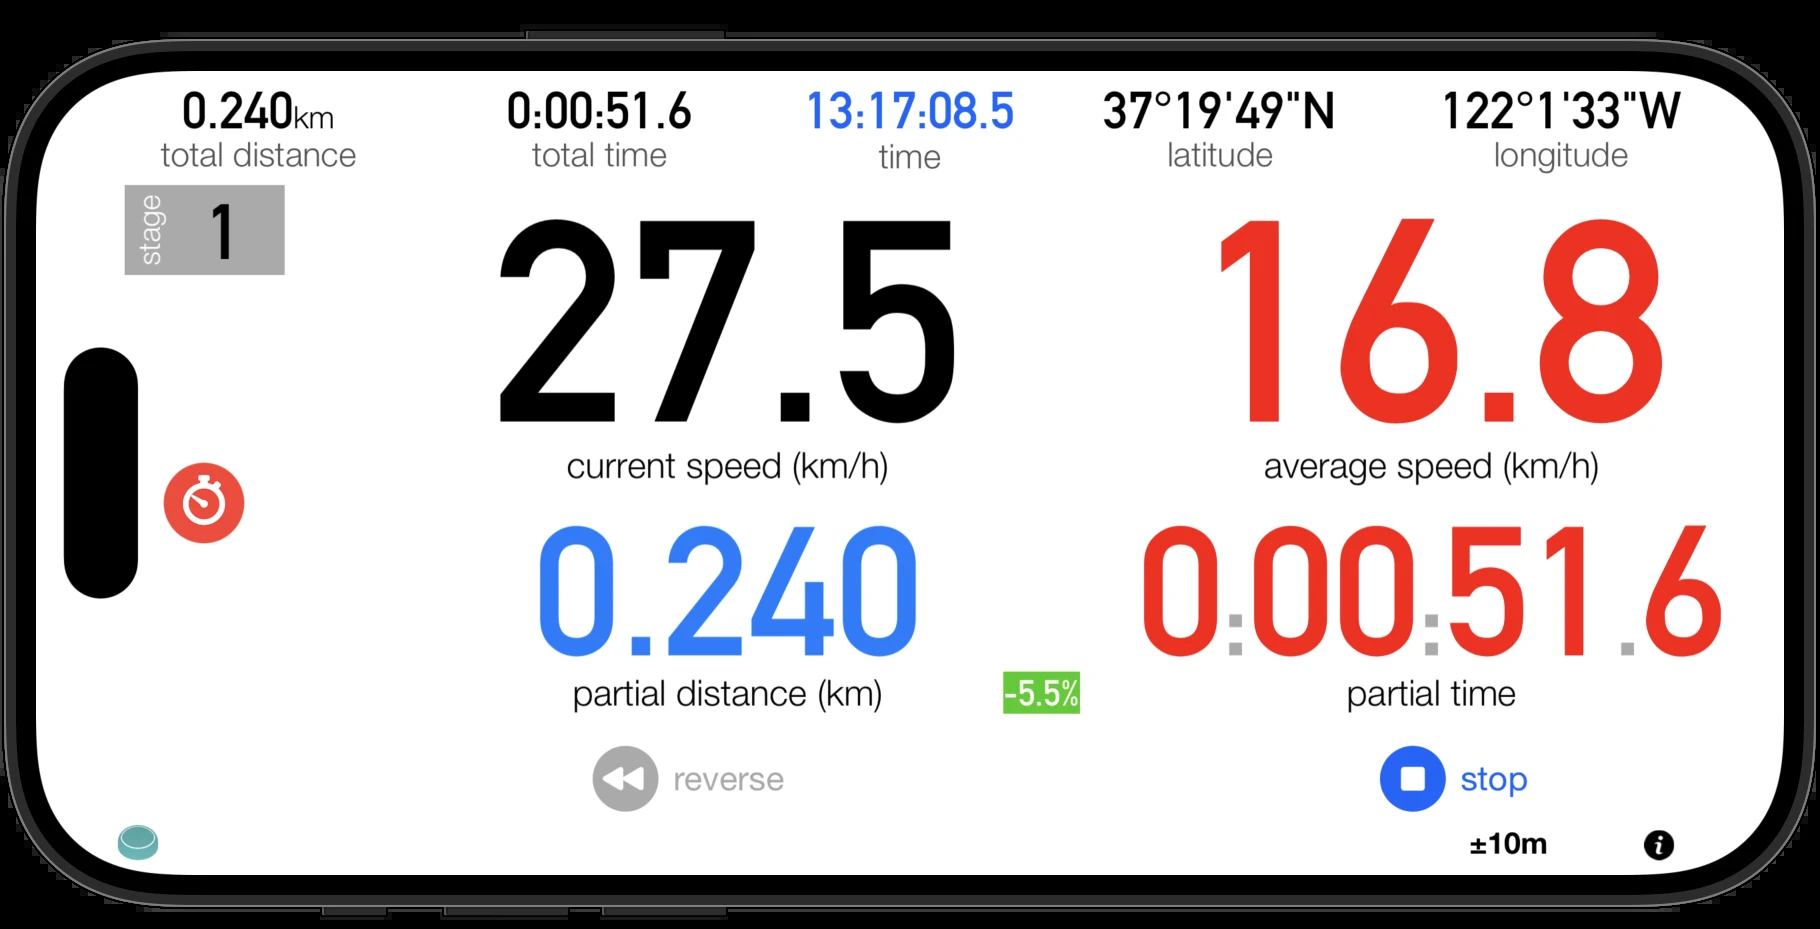 0.240km 0:00:51.6 13:17:08.5 37°19'49"N 122°1'33"W
total distance total time time latitude longitude
stage 1
27.5 16.8
current speed (km/h) average speed (km/h)
0.240 0:00:51.6
partial distance (km) -5.5% partial time
reverse stop
±10m i